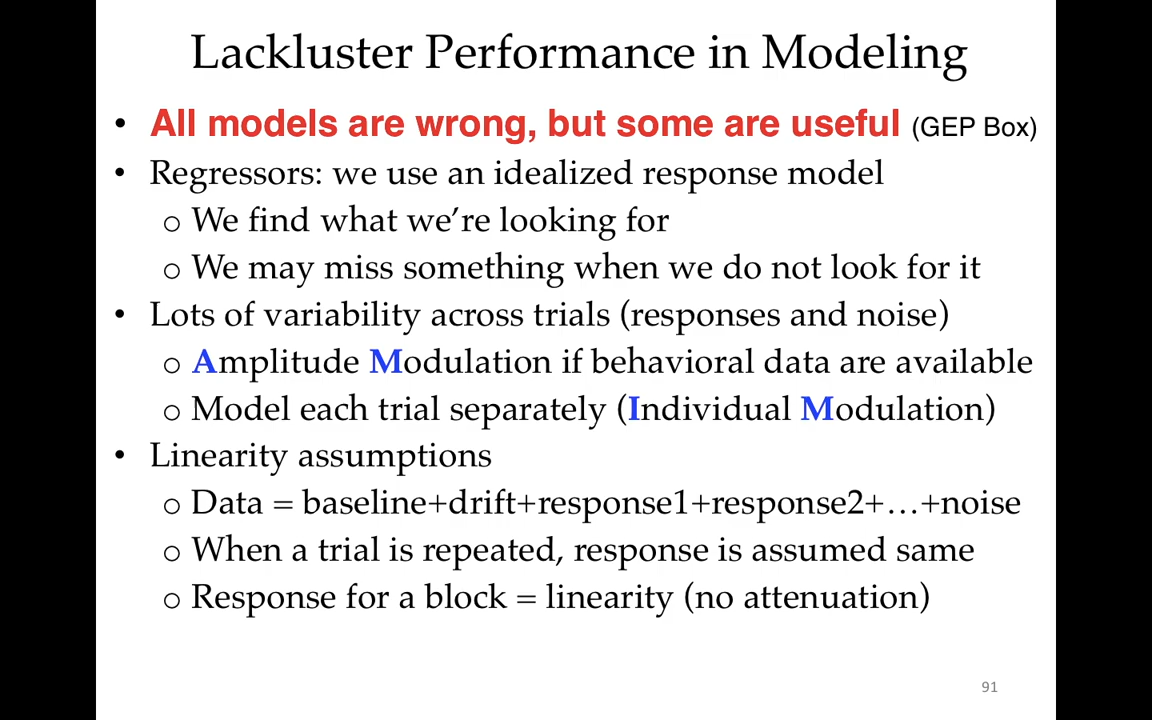 Lackluster Performance in Modeling
• All models are wrong, but some are useful (GEP Box)
• Regressors: we use an idealized response model
o We find what we’re looking for
o We may miss something when we do not look for it
• Lots of variability across trials (responses and noise)
o Amplitude Modulation if behavioral data are available
o Model each trial separately (Individual Modulation)
• Linearity assumptions
o Data = baseline+drift+response1+response2+…+noise
o When a trial is repeated, response is assumed same
o Response for a block = linearity (no attenuation)
91